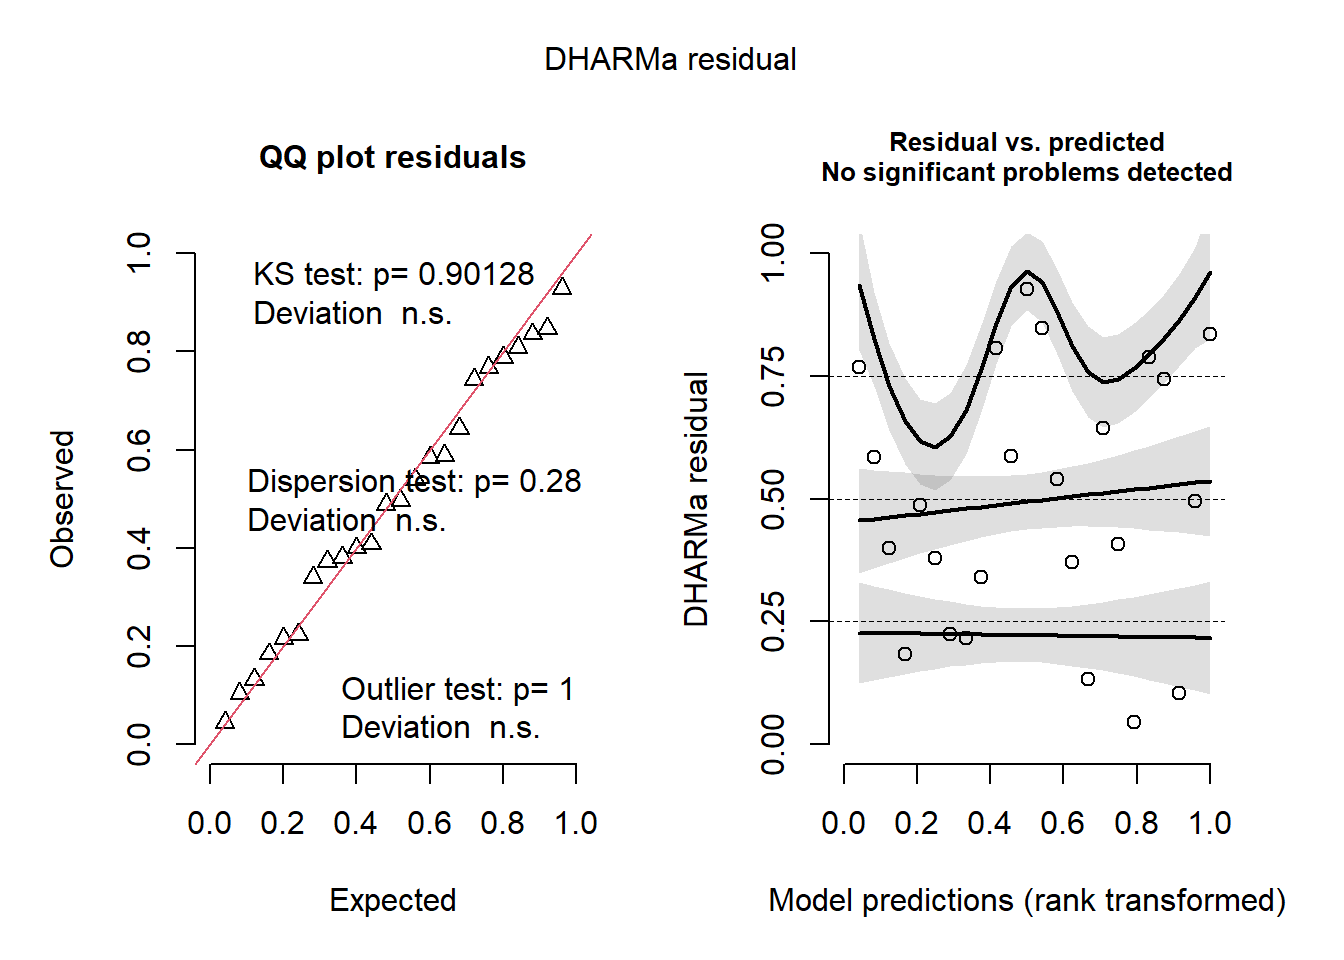 DHARMa residual
QQ plot residuals
KS test: p= 0.90128
Deviation  n.s.
Dispersion test: p= 0.28
Deviation  n.s.
Outlier test: p= 1
Deviation  n.s.
Observed
0.0
0.2
0.4
0.6
0.8
1.0
0.0 0.2 0.4 0.6 0.8 1.0
Expected
Residual vs. predicted
No significant problems detected
DHARMa residual
0.00
0.25
0.50
0.75
1.00
0.0 0.2 0.4 0.6 0.8 1.0
Model predictions (rank transformed)